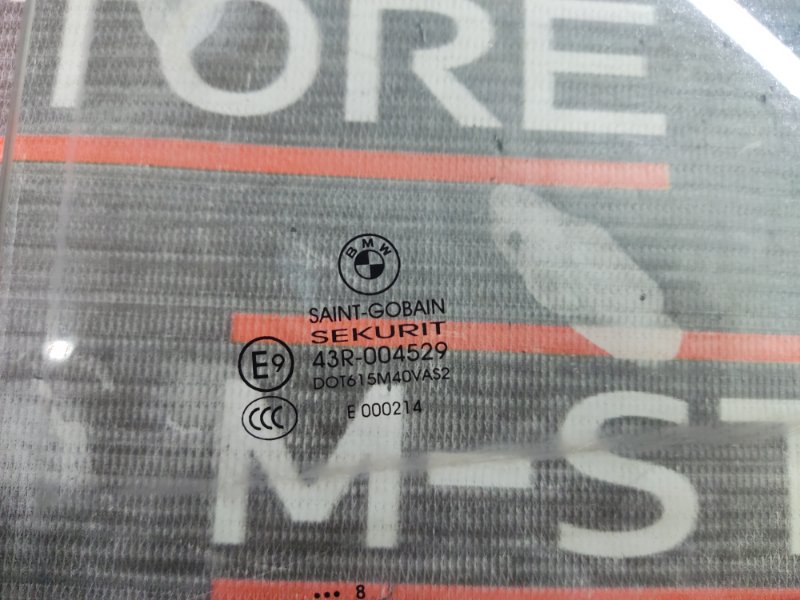 TORE
BMW
SAINT-GOBAIN
SEKURIT
E9 43R-004529
DOT615M40VAS2
CCC E 000214
M-ST
... 8